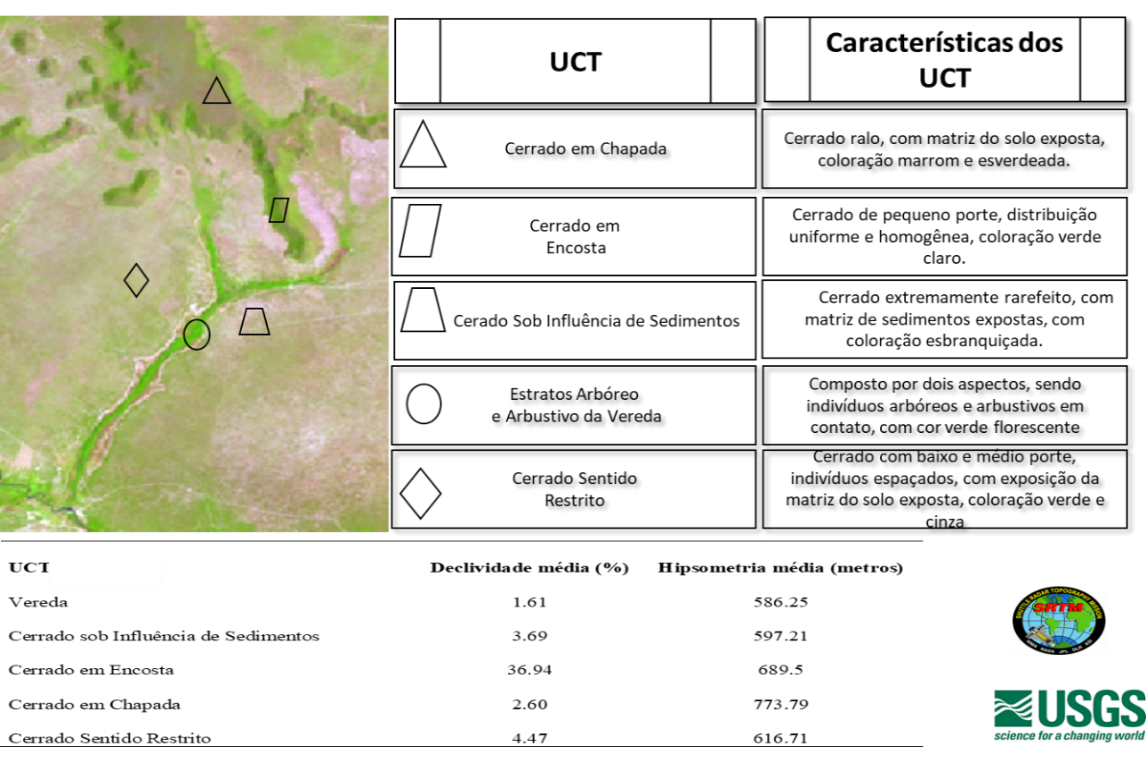 UCT
Características dos
UCT
Cerrado em Chapada
Cerrado ralo, com matriz do solo exposta,
coloração marrom e esverdeada.
Cerrado em
Encosta
Cerrado de pequeno porte, distribuição
uniforme e homogênea, coloração verde
claro.
Cerado Sob Influência de Sedimentos
Cerrado extremamente rarefeito, com
matriz de sedimentos expostas, com
coloração esbranquiçada.
Estratos Arbóreo
e Arbustivo da Vereda
Composto por dois aspectos, sendo
indivíduos arbóreos e arbustivos em
contato, com cor verde florescente
Cerrado Sentido
Restrito
Cerrado com baixo e médio porte,
indivíduos espaçados, com exposição da
matriz do solo exposta, coloração verde e
cinza
UCT Declividade média (%) Hipsometria média (metros)
Vereda 1.61 586.25
Cerrado sob Influência de Sedimentos 3.69 597.21
Cerrado em Encosta 36.94 689.5
Cerrado em Chapada 2.60 773.79
Cerrado Sentido Restrito 4.47 616.71
SHUTTLE RADAR TOPOGRAPHY MISSION
SRTM
USGS
science for a changing world